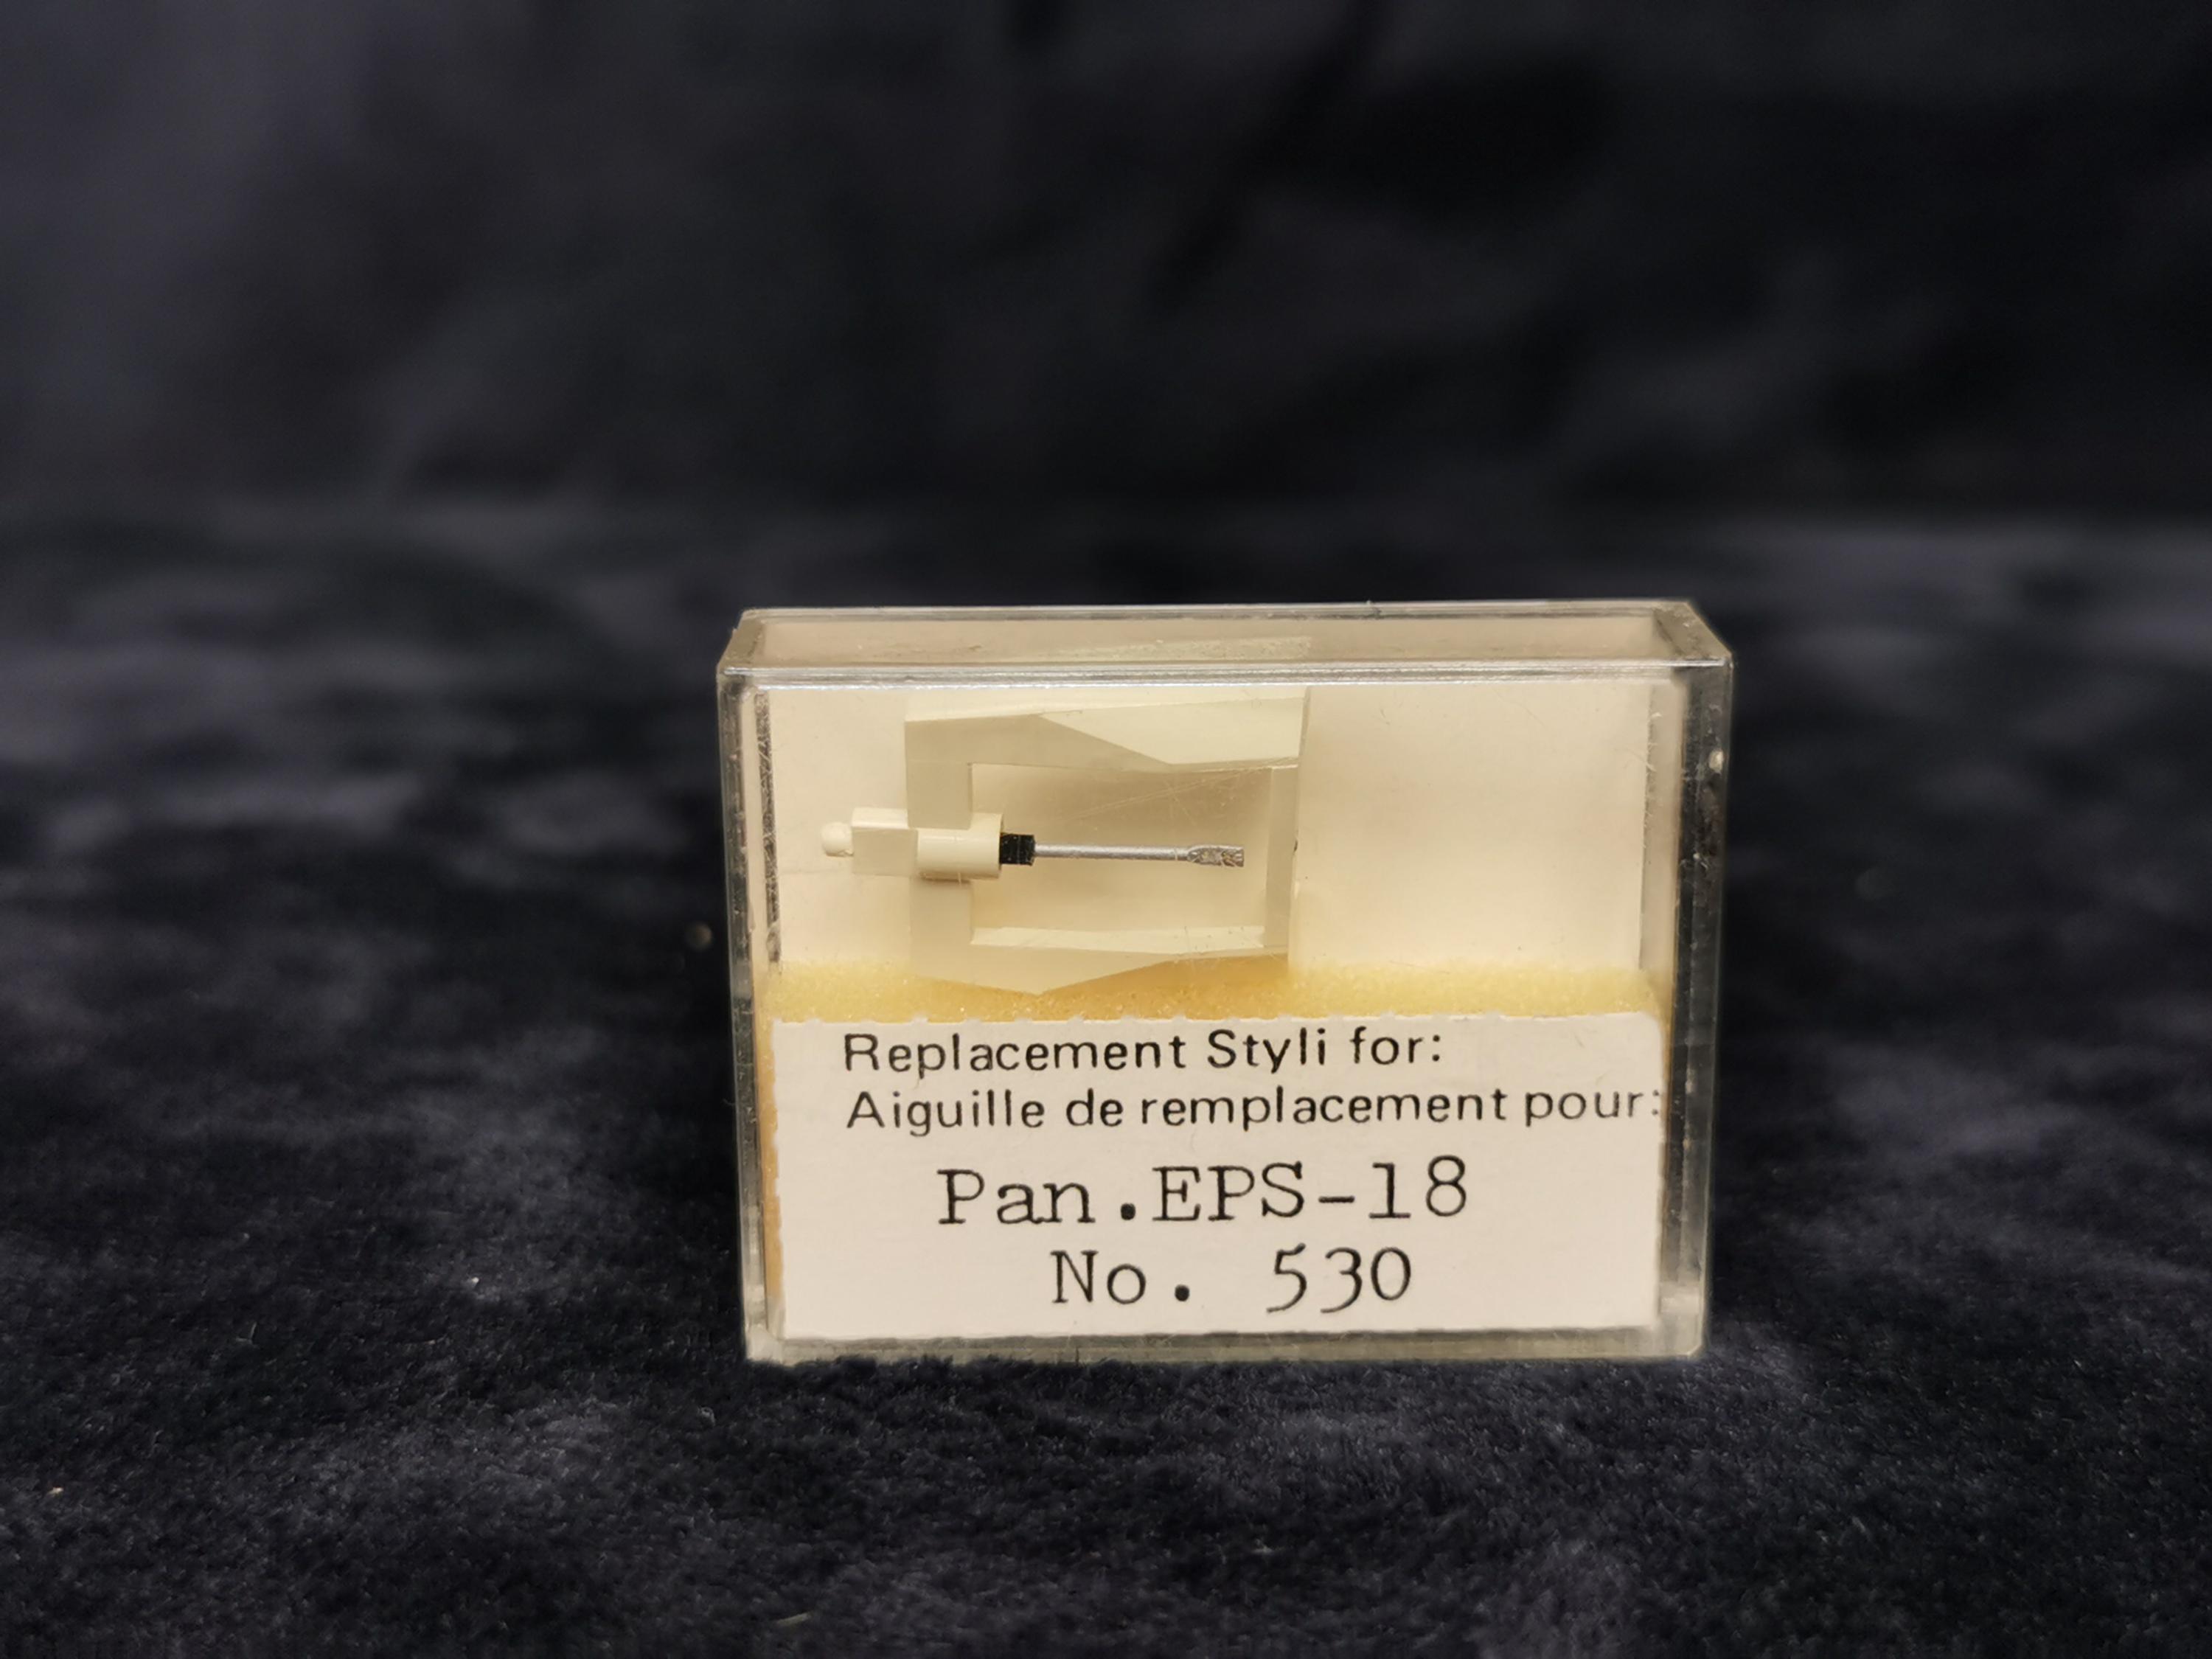 Replacement Styli for:
Aiguille de remplacement pour:
Pan.EPS-18
No. 530